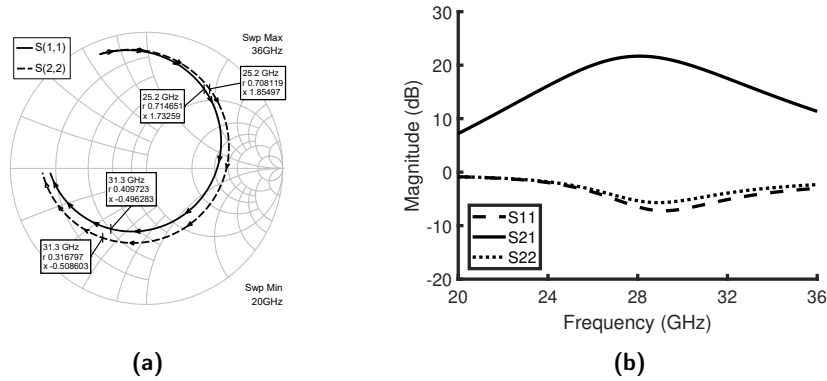 S(1,1)
S(2,2)
Swp Max
36GHz
25.2 GHz
r 0.708119
x 1.85497
25.2 GHz
r 0.714651
x 1.73259
31.3 GHz
r 0.409723
x -0.496283
31.3 GHz
r 0.316797
x -0.508603
Swp Min
20GHz
(a)
Magnitude (dB)
30
20
10
0
-10
-20
S11
S21
S22
20
24
28
32
36
Frequency (GHz)
(b)